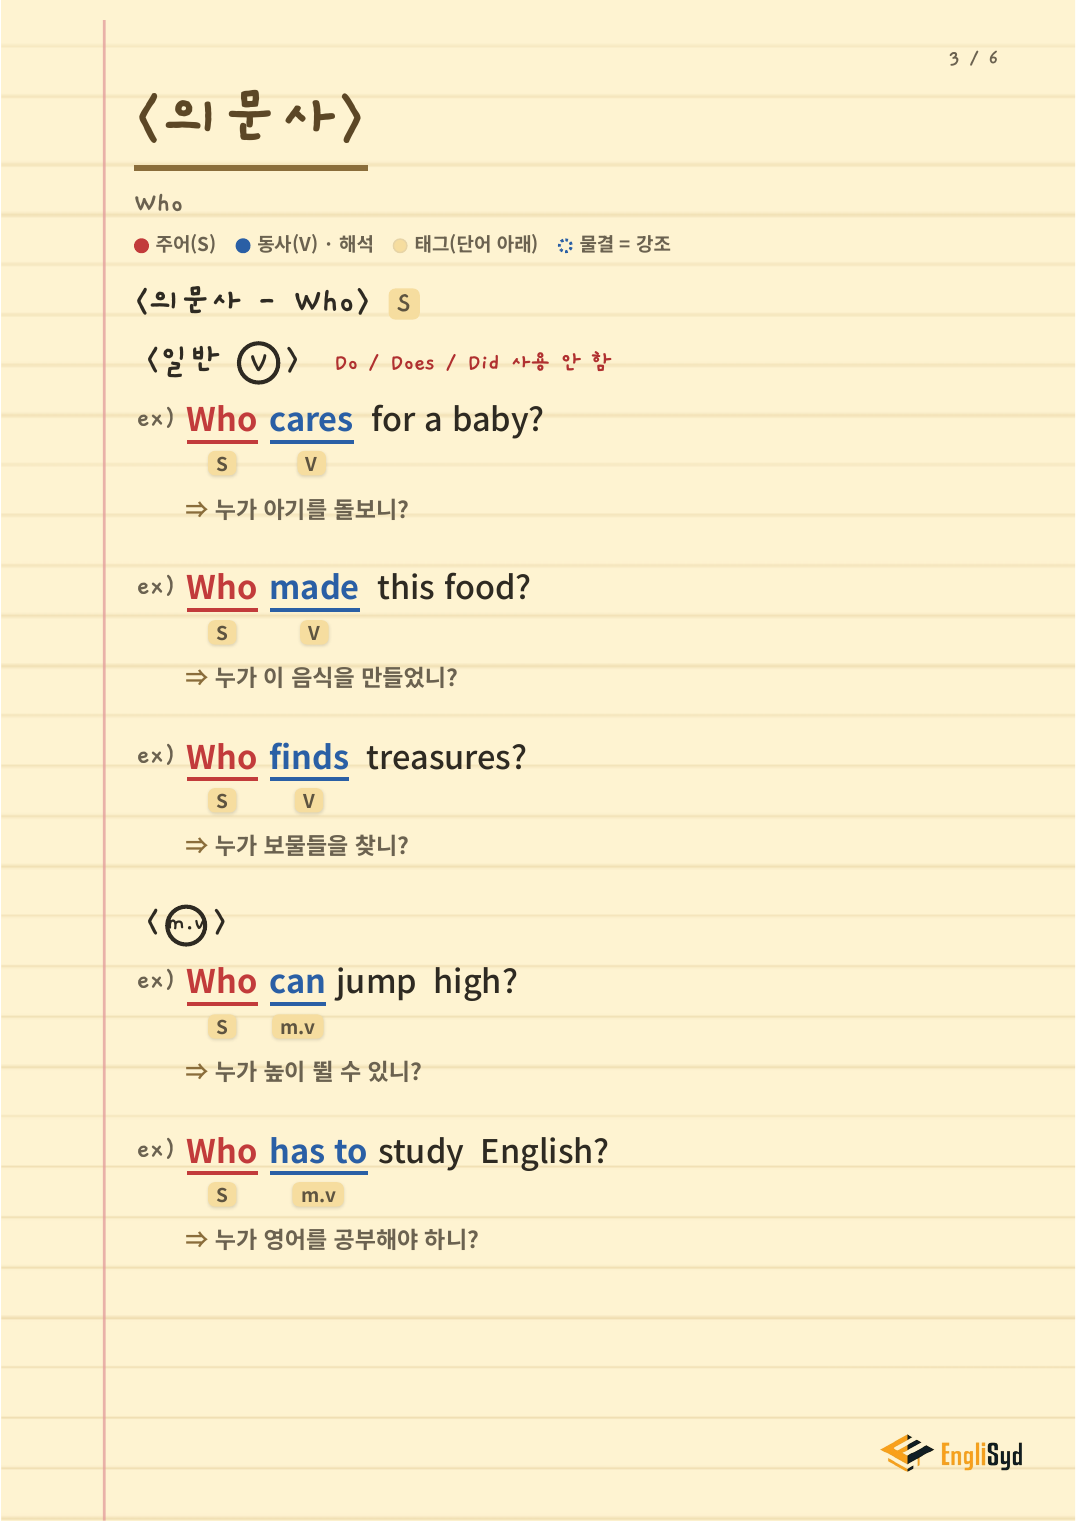 3 / 6
<의문사>
Who
주어(S) 동사(V) · 해석 태그(단어 아래) 물결 = 강조
<의문사 - Who> S
<일반 V> Do / Does / Did 사용 안 함
ex) Who cares for a baby?
S V
⇒ 누가 아기를 돌보니?
ex) Who made this food?
S V
⇒ 누가 이 음식을 만들었니?
ex) Who finds treasures?
S V
⇒ 누가 보물들을 찾니?
<m.v>
ex) Who can jump high?
S m.v
⇒ 누가 높이 뛸 수 있니?
ex) Who has to study English?
S m.v
⇒ 누가 영어를 공부해야 하니?
EngliSyd